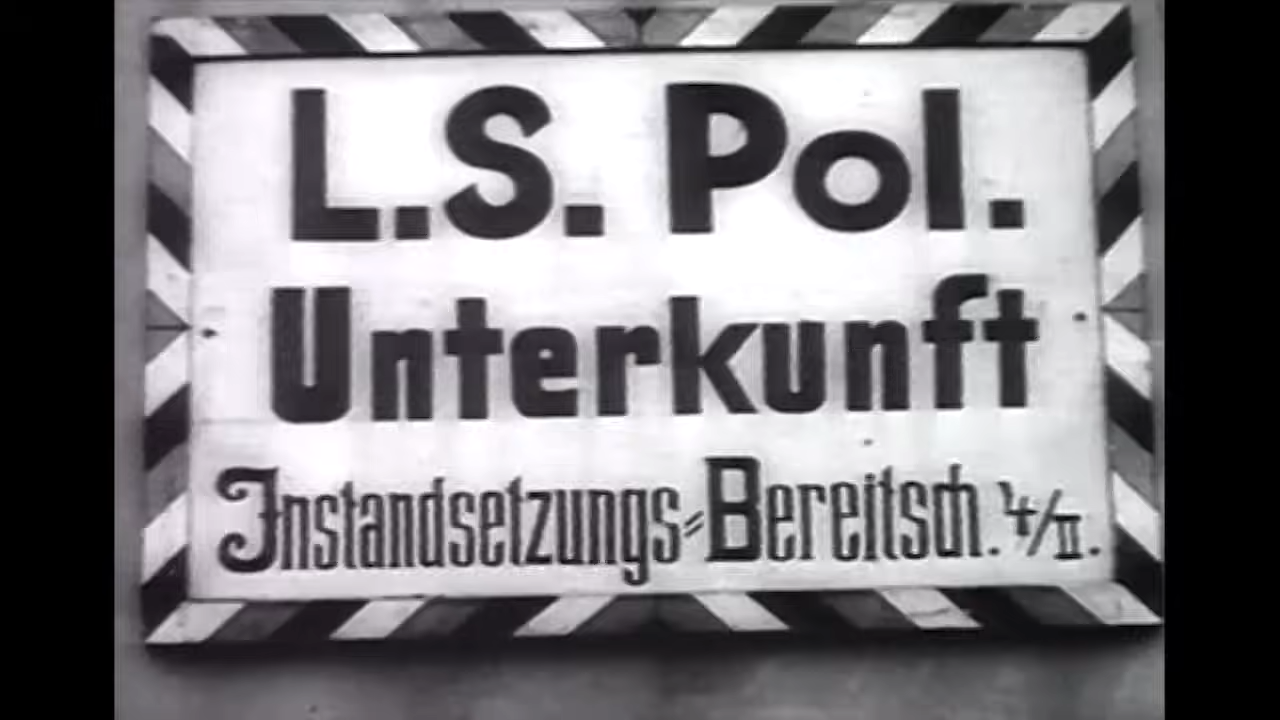 L.S. Pol.
Unterkunft
Instandsetzungs=Bereitsch. 4/II.